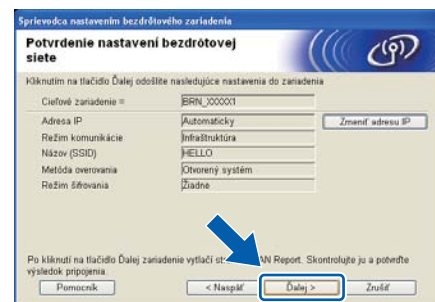 Sprievodca nastavením bezdrôtového zariadenia
Potvrdenie nastavení bezdrôtovej
siete
Kliknutím na tlačidlo Ďalej odošlite nasledujúce nastavenia do zariadenia
Cieľové zariadenie = BRN_XXXXX1
Adresa IP Automaticky Zmeniť adresu IP
Režim komunikácie Infraštruktúra
Názov (SSID) HELLO
Metóda overovania Otvorený systém
Režim šifrovania Žiadne
Po kliknutí na tlačidlo Ďalej zariadenie vytlačí AN Report. Skontrolujte ju a potvrďte
výsledok pripojenia.
Pomocník < Naspäť Ďalej > Zrušiť